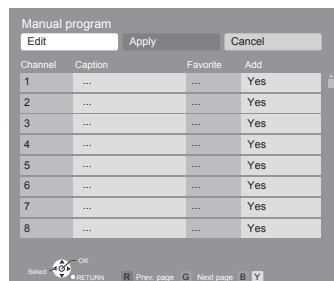 Manual program
Edit Apply Cancel
Channel Caption Favorite Add
1 ... ... Yes
2 ... ... Yes
3 ... ... Yes
4 ... ... Yes
5 ... ... Yes
6 ... ... Yes
7 ... ... Yes
8 ... ... Yes
OK
Select
RETURN R Prev. page G Next page B Y